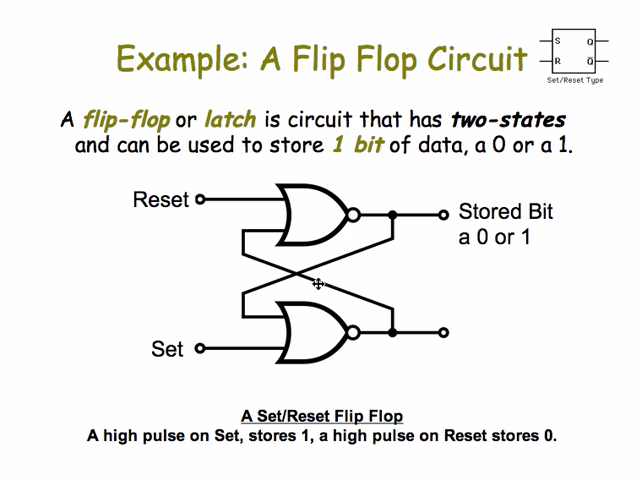 Example: A Flip Flop Circuit
S Q
R Q̅
Set/Reset Type
A flip-flop or latch is circuit that has two-states
and can be used to store 1 bit of data, a 0 or a 1.
Reset
Stored Bit
a 0 or 1
Set
A Set/Reset Flip Flop
A high pulse on Set, stores 1, a high pulse on Reset stores 0.